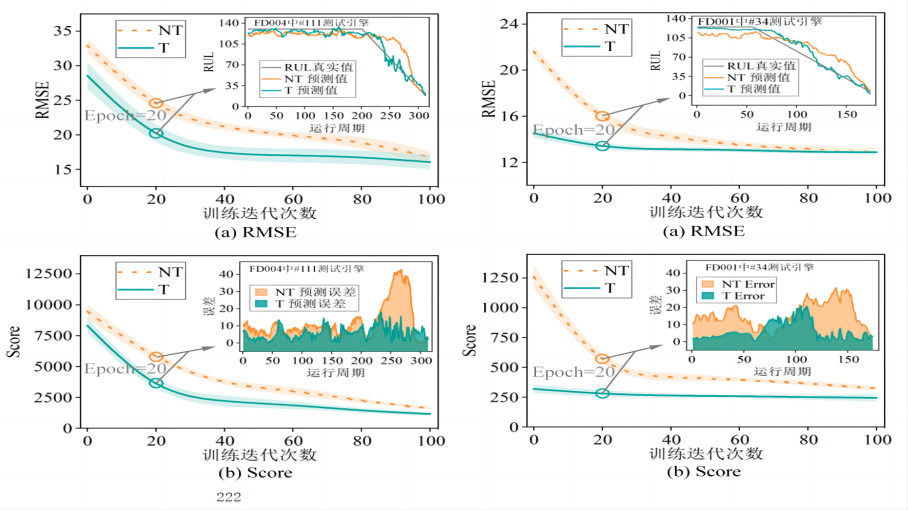 35
30
25
20
15
RMSE
NT
T
Epoch=20
140
105
70
35
0
RUL
FD004中#111测试引擎
RUL真实值
NT 预测值
T 预测值
0 50 100 150 200 250 300
运行周期
0 20 40 60 80 100
训练迭代次数
(a) RMSE
24
20
16
12
RMSE
NT
T
Epoch=20
140
105
70
35
0
RUL
FD001中#34测试引擎
RUL真实值
NT 预测值
T 预测值
0 50 100 150
运行周期
0 20 40 60 80 100
训练迭代次数
(a) RMSE
12500
10000
7500
5000
2500
0
Score
NT
T
Epoch=20
40
30
20
10
0
误差
FD004中#111测试引擎
NT 预测误差
T 预测误差
0 50 100 150 200 250 300
运行周期
0 20 40 60 80 100
训练迭代次数
(b) Score
1250
1000
750
500
250
0
Score
NT
T
Epoch=20
40
30
20
10
0
误差
FD001中#34测试引擎
NT Error
T Error
0 50 100 150
运行周期
0 20 40 60 80 100
训练迭代次数
(b) Score
222